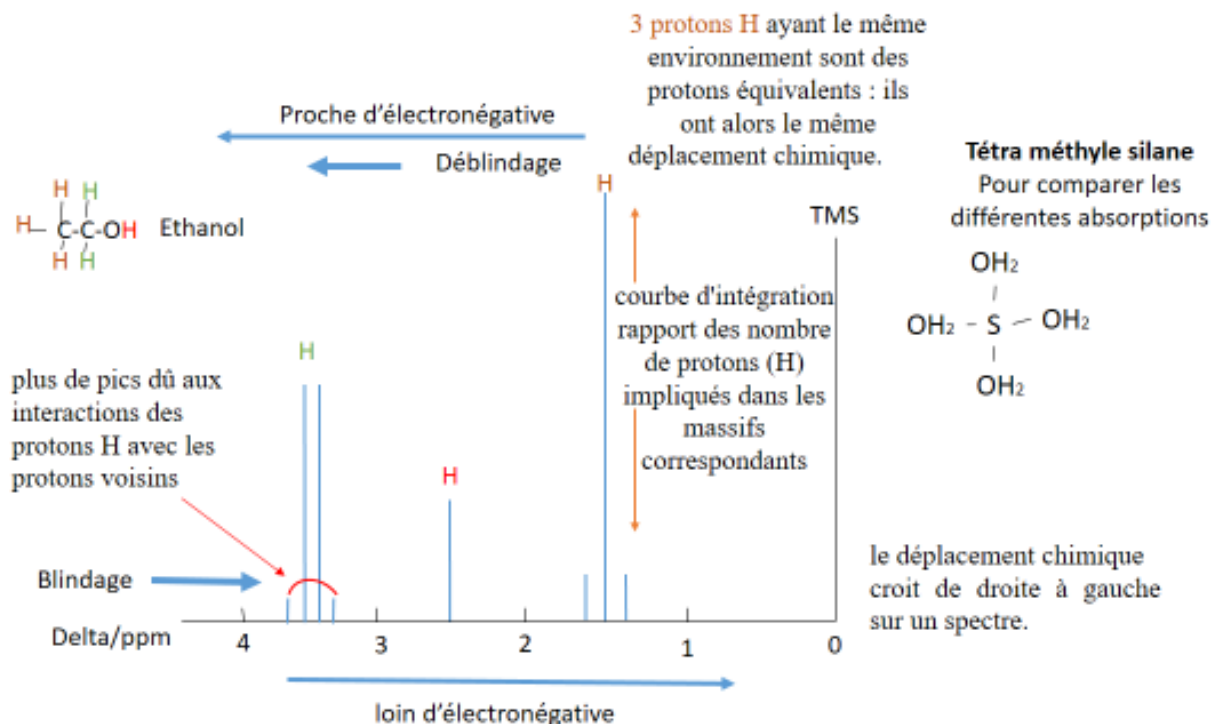 3 protons H ayant le même
environnement sont des
protons équivalents : ils
ont alors le même
déplacement chimique.
Proche d'électronégative
Déblindage
H
Tétra méthyle silane
Pour comparer les
différentes absorptions
TMS
H H
H C-C-OH Ethanol
H H
OH₂
OH₂ - S - OH₂
OH₂
courbe d'intégration
rapport des nombre
de protons (H)
impliqués dans les
massifs
correspondants
H
plus de pics dû aux
interactions des
protons H avec les
protons voisins
H
Blindage
le déplacement chimique
croit de droite à gauche
sur un spectre.
Delta/ppm 4 3 2 1 0
loin d'électronégative